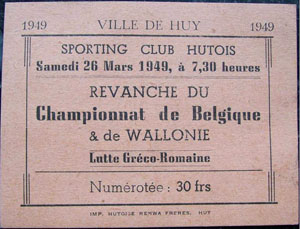 1949 VILLE DE HUY 1949
SPORTING CLUB HUTOIS
Samedi 26 Mars 1949, à 7,30 heures
REVANCHE DU
Championnat de Belgique
& de WALLONIE
Lutte Gréco-Romaine
Numérotée: 30 frs
IMP. HUTOISE REMWA FRERES, HUY